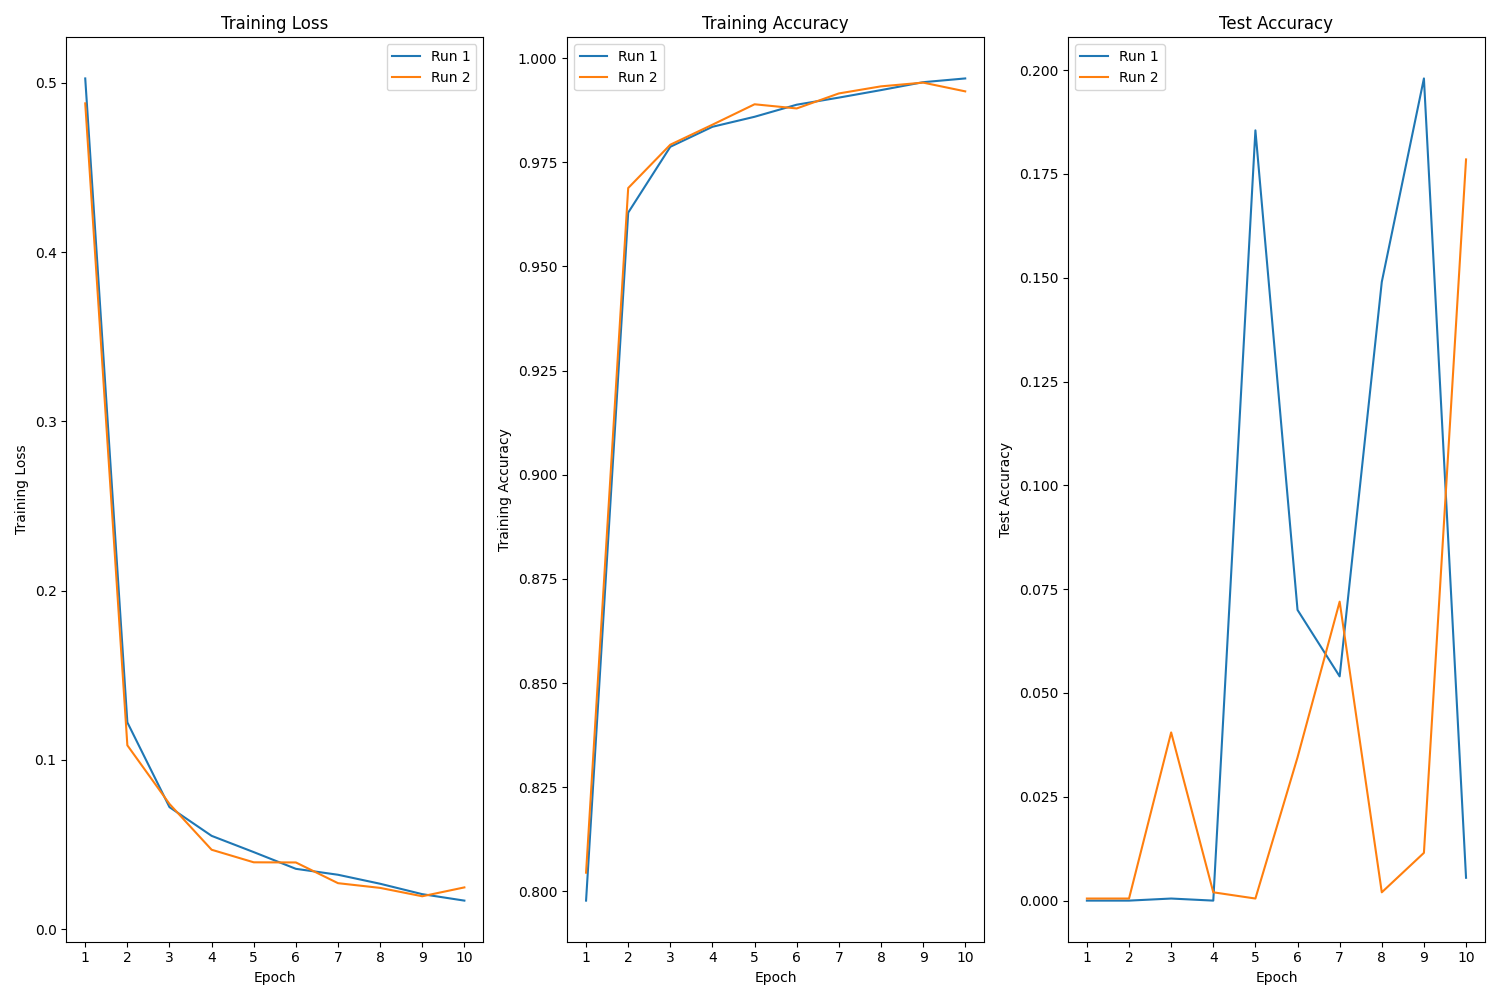 Training Loss
Run 1
Run 2
0.5
0.4
0.3
0.2
0.1
0.0
Training Loss
1 2 3 4 5 6 7 8 9 10
Epoch
Training Accuracy
Run 1
Run 2
1.000
0.975
0.950
0.925
0.900
0.875
0.850
0.825
0.800
Training Accuracy
1 2 3 4 5 6 7 8 9 10
Epoch
Test Accuracy
Run 1
Run 2
0.200
0.175
0.150
0.125
0.100
0.075
0.050
0.025
0.000
Test Accuracy
1 2 3 4 5 6 7 8 9 10
Epoch